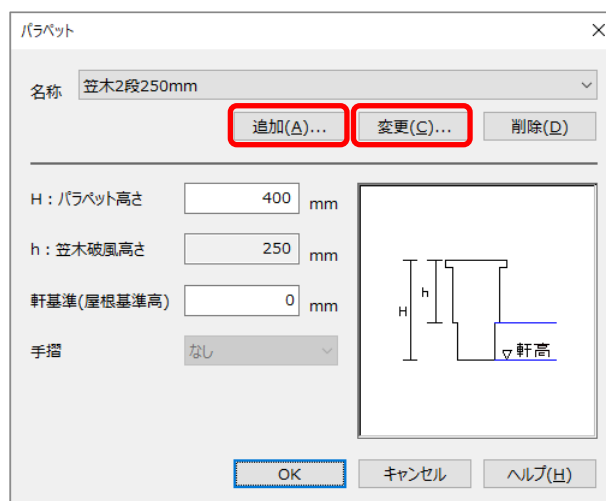 パラペット
名称 笠木2段250mm
追加(A)... 変更(C)... 削除(D)
H：パラペット高さ 400 mm
h：笠木破風高さ 250 mm
軒基準(屋根基準高) 0 mm
手摺 なし
H h 軒高
OK キャンセル ヘルプ(H)